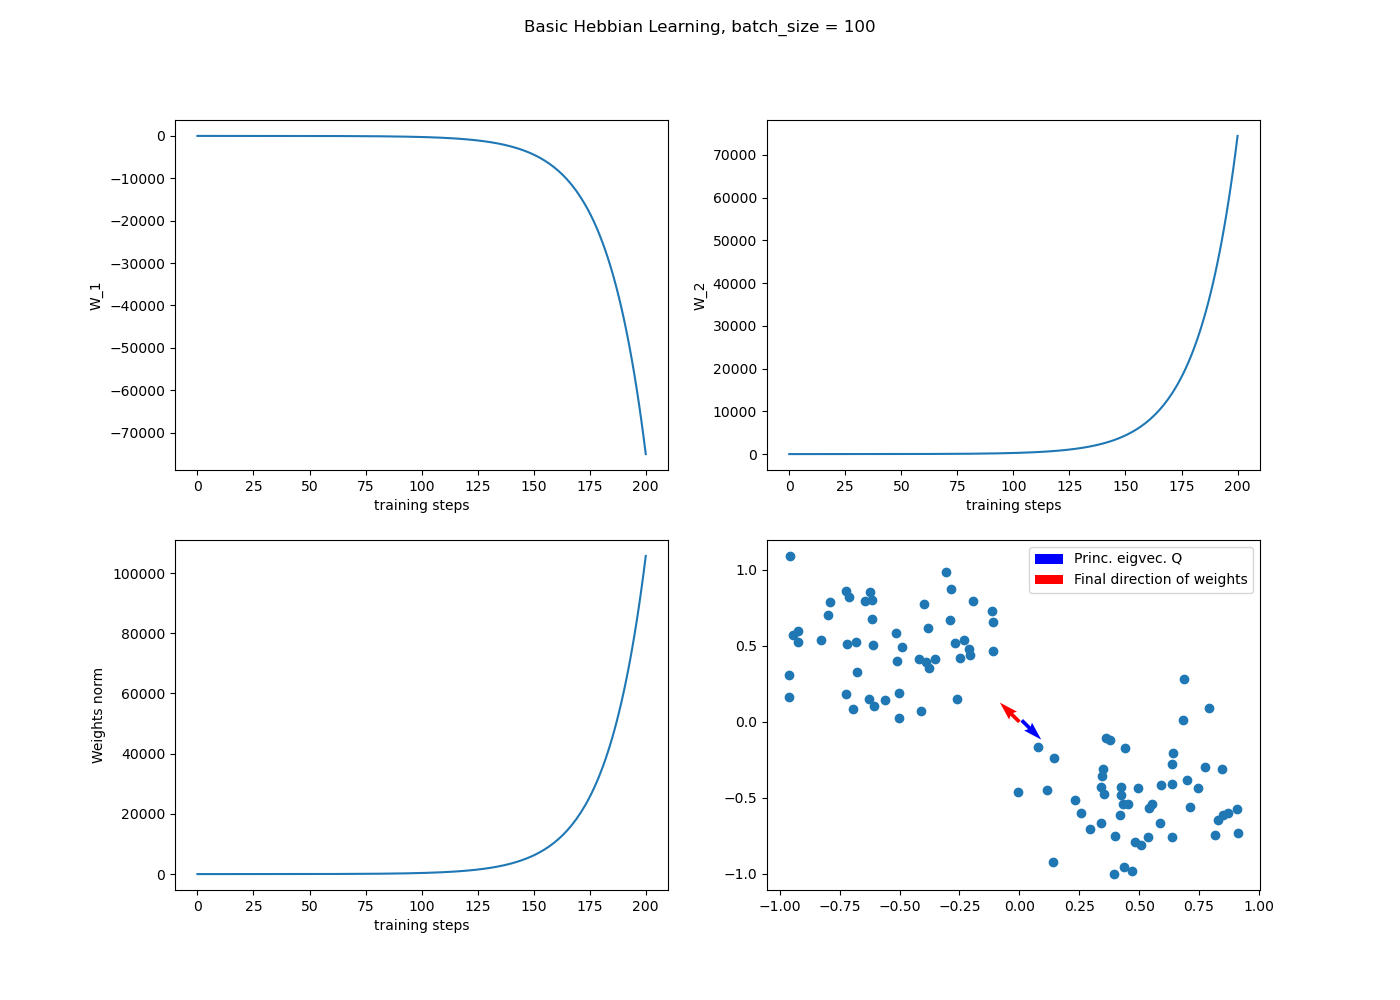 Basic Hebbian Learning, batch_size = 100
0
−10000
−20000
−30000
−40000
−50000
−60000
−70000
W_1
0 25 50 75 100 125 150 175 200
training steps
70000
60000
50000
40000
30000
20000
10000
0
W_2
0 25 50 75 100 125 150 175 200
training steps
100000
80000
60000
40000
20000
0
Weights norm
0 25 50 75 100 125 150 175 200
training steps
Princ. eigvec. Q
Final direction of weights
1.0
0.5
0.0
−0.5
−1.0
−1.00 −0.75 −0.50 −0.25 0.00 0.25 0.50 0.75 1.00